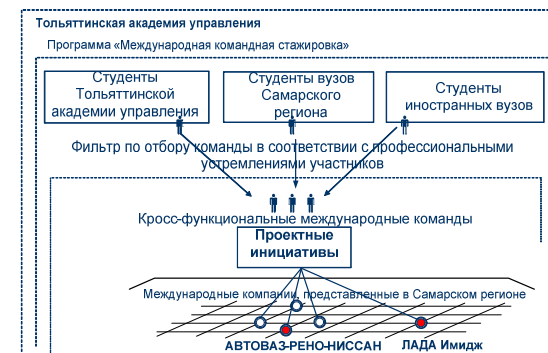 Тольяттинская академия управления
Программа «Международная командная стажировка»
Студенты
Тольяттинской
академии управления
Студенты вузов
Самарского
региона
Студенты
иностранных вузов
Фильтр по отбору команды в соответствии с профессиональными
устремлениями участников
Кросс-функциональные международные команды
Проектные
инициативы
Международные компании, представленные в Самарском регионе
АВТОВАЗ-РЕНО-НИССАН
ЛАДА Имидж